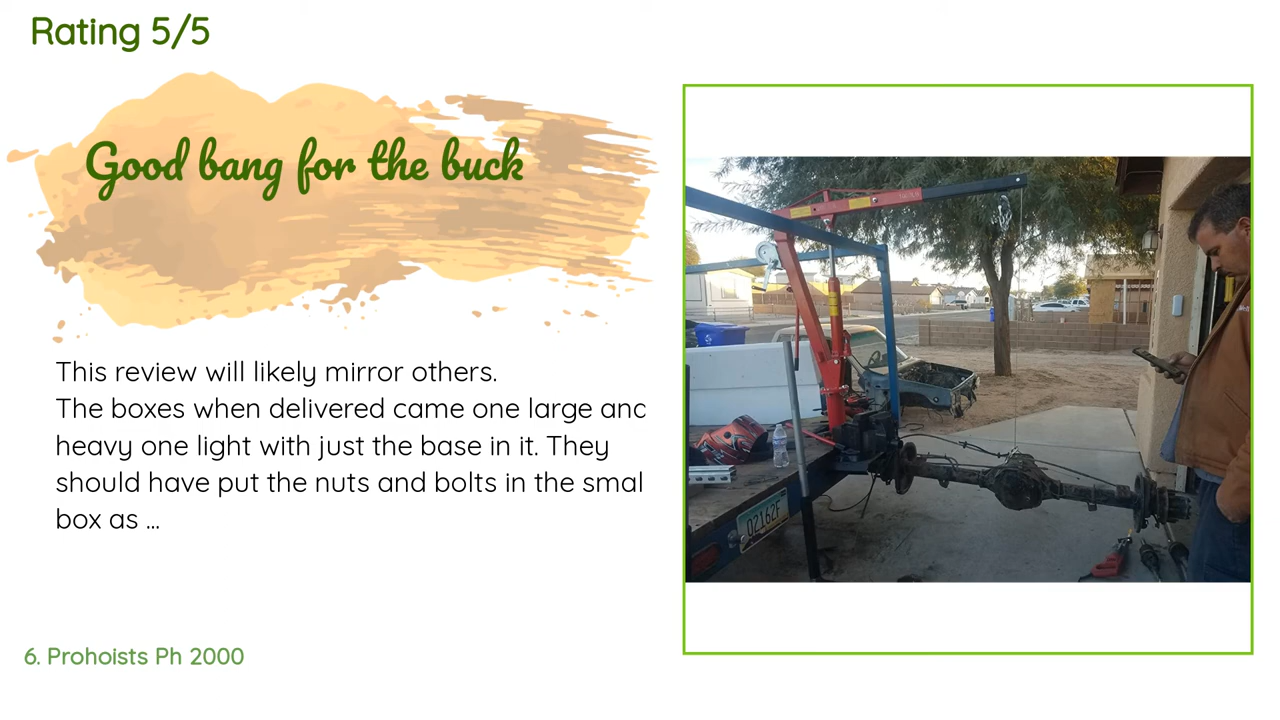 Rating 5/5
Good bang for the buck
This review will likely mirror others.
The boxes when delivered came one large and
heavy one light with just the base in it. They
should have put the nuts and bolts in the smal
box as ...
02162F
6. Prohoists Ph 2000